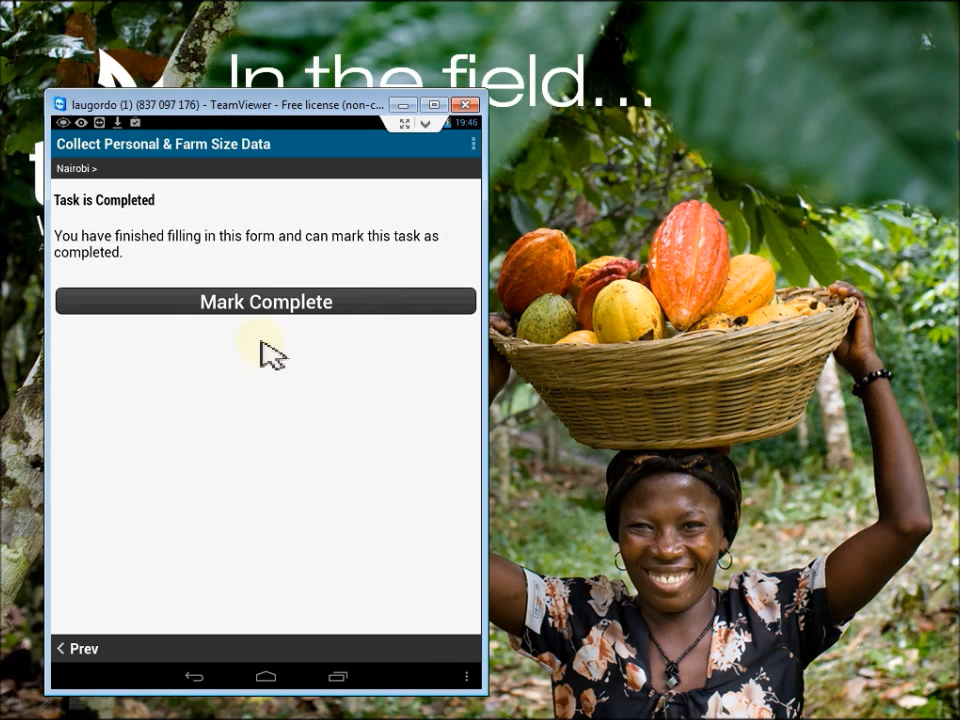 In the field...
laugordo (1) (837 097 176) - TeamViewer - Free license (non-c...
19:46
Collect Personal & Farm Size Data
Nairobi >
Task is Completed
You have finished filling in this form and can mark this task as
completed.
Mark Complete
< Prev